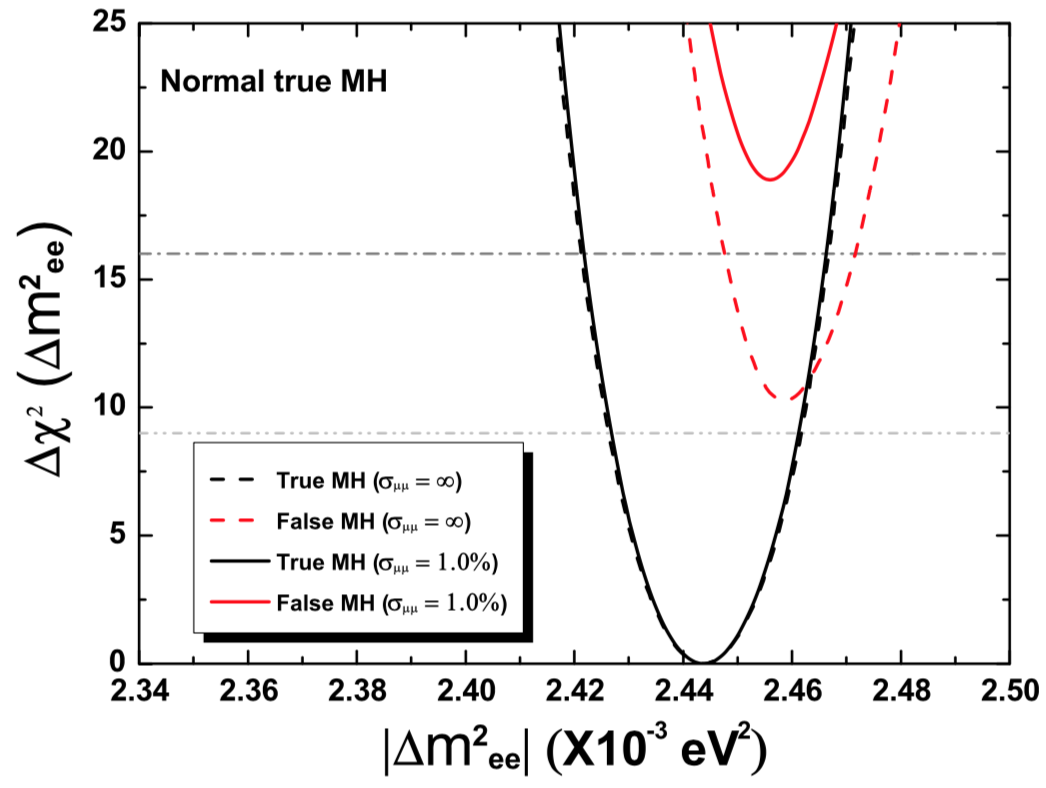 Normal true MH
25
20
15
10
5
0
Δχ² (Δm²ee)
True MH (σμμ = ∞)
False MH (σμμ = ∞)
True MH (σμμ = 1.0%)
False MH (σμμ = 1.0%)
2.34 2.36 2.38 2.40 2.42 2.44 2.46 2.48 2.50
|Δm²ee| (X10⁻³ eV²)